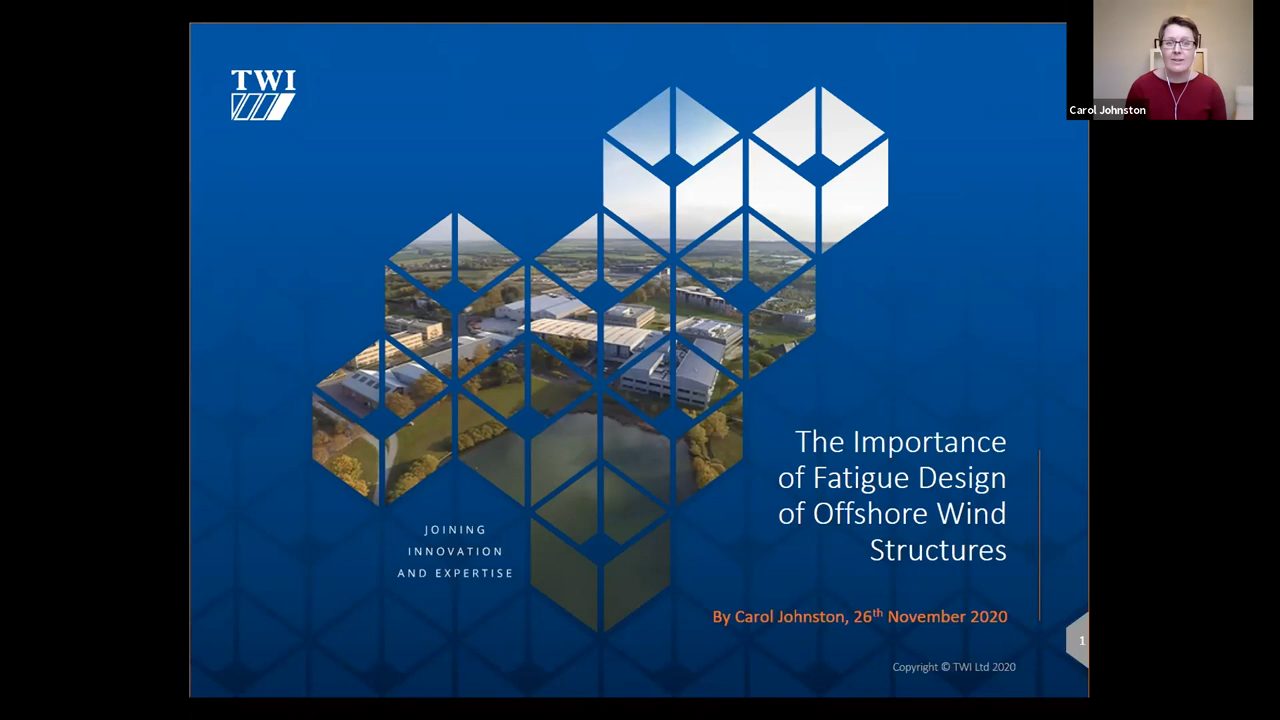 TWI
Carol Johnston
The Importance
of Fatigue Design
of Offshore Wind
Structures
JOINING
INNOVATION
AND EXPERTISE
By Carol Johnston, 26th November 2020
1
Copyright © TWI Ltd 2020